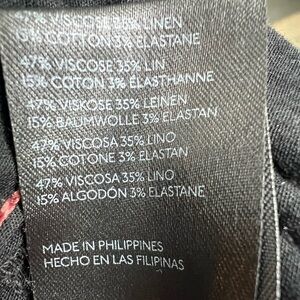 47% VISCOSE 35% LINEN
15% COTTON 3% ELASTANE
47% VISCOSE 35% LIN
15% COTON 3% ÉLASTHANNE
47% VISKOSE 35% LEINEN
15% BAUMWOLLE 3% ELASTAN
47% VISCOSA 35% LINO
15% COTONE 3% ELASTAN
47% VISCOSA 35% LINO
15% ALGODÓN 3% ELASTANE
MADE IN PHILIPPINES
HECHO EN LAS FILIPINAS